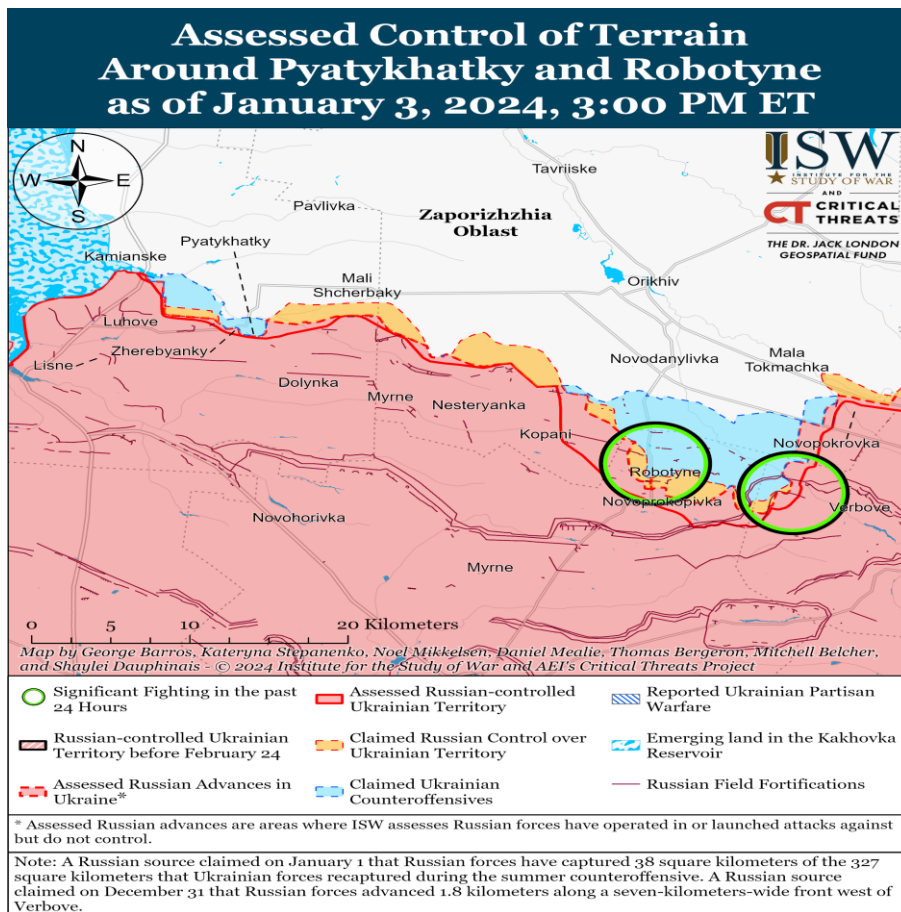 Assessed Control of Terrain
Around Pyatykhatky and Robotyne
as of January 3, 2024, 3:00 PM ET
N
W
E
S
ISW
INSTITUTE FOR THE
STUDY OF WAR
AND
CT CRITICAL
THREATS
THE DR. JACK LONDON
GEOSPATIAL FUND
Tavriiske
Pavlivka
Zaporizhzhia
Oblast
Pyatykhatky
Kamianske
Mali
Shcherbaky
Orikhiv
Luhove
Zherebyanky
Lisne
Novodanylivka
Mala
Tokmachka
Dolynka
Myrne
Nesteryanka
Kopani
Novopokrovka
Robotyne
Novoprokopivka
Verbove
Novohorivka
Myrne
0 5 10 20 Kilometers
Map by George Barros, Kateryna Stepanenko, Noel Mikkelsen, Daniel Mealie, Thomas Bergeron, Mitchell Belcher,
and Shaylei Dauphinais - © 2024 Institute for the Study of War and AEI's Critical Threats Project
Significant Fighting in the past
24 Hours
Russian-controlled Ukrainian
Territory before February 24
Assessed Russian Advances in
Ukraine*
Assessed Russian-controlled
Ukrainian Territory
Claimed Russian Control over
Ukrainian Territory
Claimed Ukrainian
Counteroffensives
Reported Ukrainian Partisan
Warfare
Emerging land in the Kakhovka
Reservoir
Russian Field Fortifications
* Assessed Russian advances are areas where ISW assesses Russian forces have operated in or launched attacks against
but do not control.
Note: A Russian source claimed on January 1 that Russian forces have captured 38 square kilometers of the 327
square kilometers that Ukrainian forces recaptured during the summer counteroffensive. A Russian source
claimed on December 31 that Russian forces advanced 1.8 kilometers along a seven-kilometers-wide front west of
Verbove.